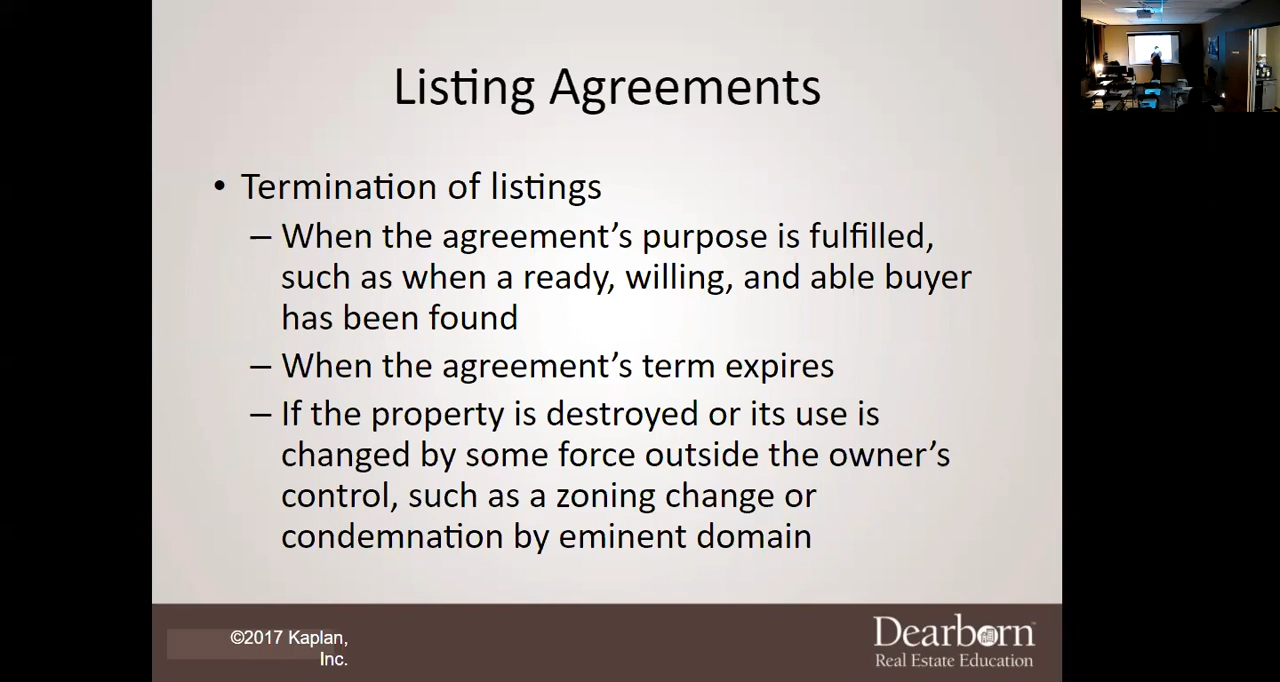 Listing Agreements
• Termination of listings
– When the agreement’s purpose is fulfilled,
such as when a ready, willing, and able buyer
has been found
– When the agreement’s term expires
– If the property is destroyed or its use is
changed by some force outside the owner’s
control, such as a zoning change or
condemnation by eminent domain
©2017 Kaplan,
Inc.
Dearborn™
Real Estate Education